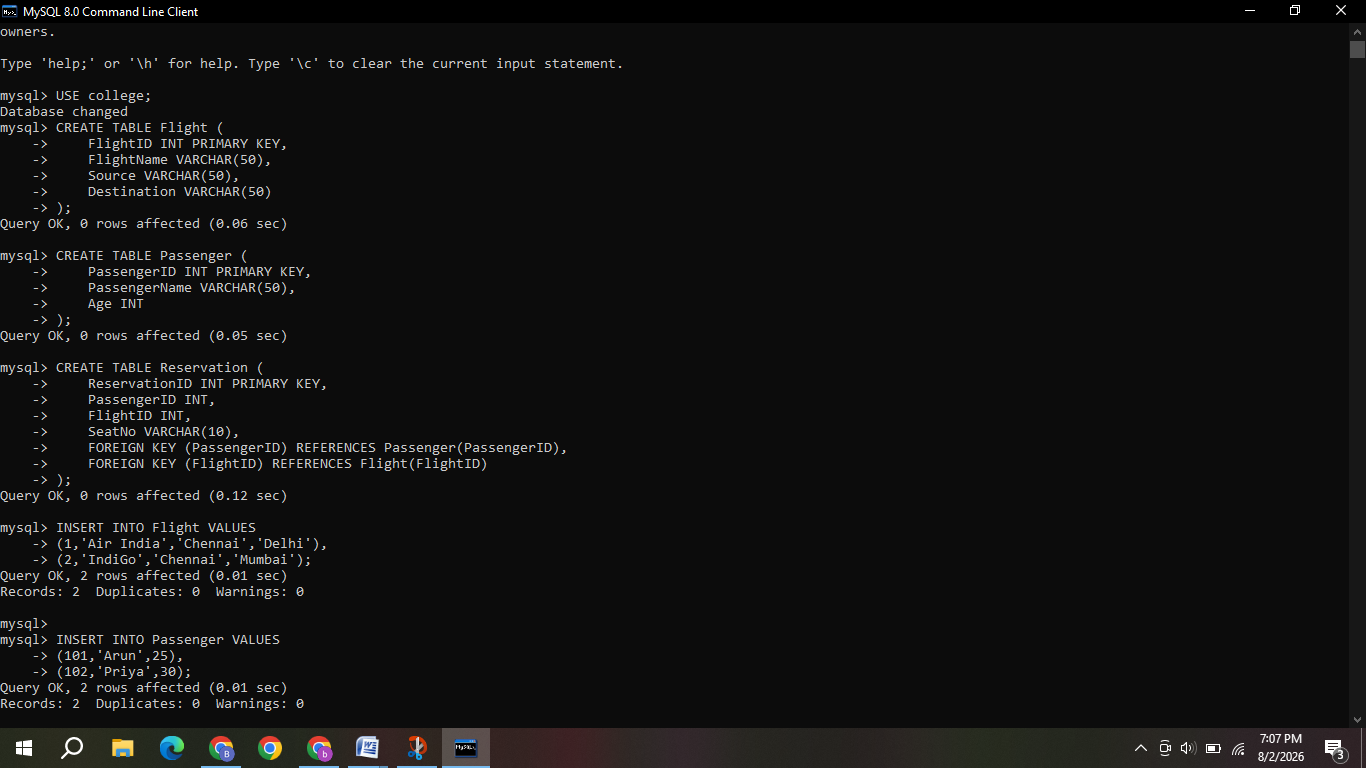 MySQL 8.0 Command Line Client
owners.
Type 'help;' or '\h' for help. Type '\c' to clear the current input statement.
mysql> USE college;
Database changed
mysql> CREATE TABLE Flight (
    ->     FlightID INT PRIMARY KEY,
    ->     FlightName VARCHAR(50),
    ->     Source VARCHAR(50),
    ->     Destination VARCHAR(50)
    -> );
Query OK, 0 rows affected (0.06 sec)
mysql> CREATE TABLE Passenger (
    ->     PassengerID INT PRIMARY KEY,
    ->     PassengerName VARCHAR(50),
    ->     Age INT
    -> );
Query OK, 0 rows affected (0.05 sec)
mysql> CREATE TABLE Reservation (
    ->     ReservationID INT PRIMARY KEY,
    ->     PassengerID INT,
    ->     FlightID INT,
    ->     SeatNo VARCHAR(10),
    ->     FOREIGN KEY (PassengerID) REFERENCES Passenger(PassengerID),
    ->     FOREIGN KEY (FlightID) REFERENCES Flight(FlightID)
    -> );
Query OK, 0 rows affected (0.12 sec)
mysql> INSERT INTO Flight VALUES
    -> (1,'Air India','Chennai','Delhi'),
    -> (2,'IndiGo','Chennai','Mumbai');
Query OK, 2 rows affected (0.01 sec)
Records: 2  Duplicates: 0  Warnings: 0
mysql>
mysql> INSERT INTO Passenger VALUES
    -> (101,'Arun',25),
    -> (102,'Priya',30);
Query OK, 2 rows affected (0.01 sec)
Records: 2  Duplicates: 0  Warnings: 0
B
b
W
MySQL
7:07 PM
8/2/2026
3